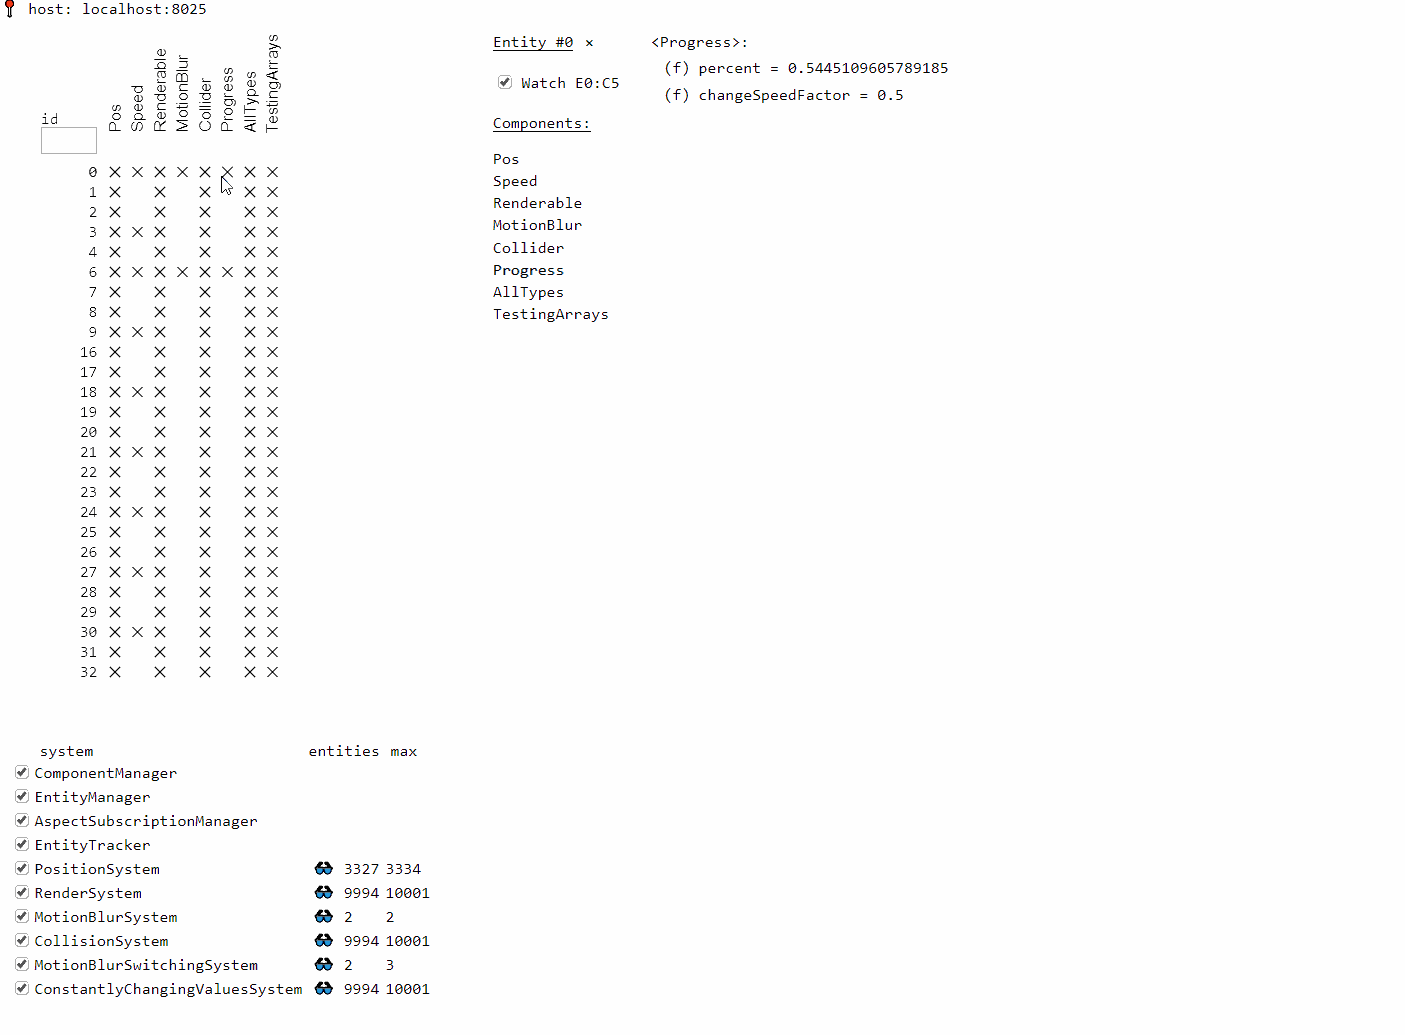 host: localhost:8025
id
Pos
Speed
Renderable
MotionBlur
Collider
Progress
AllTypes
TestingArrays
0 × × × × × × × ×
1 × × × × ×
2 × × × × ×
3 × × × × × ×
4 × × × × ×
6 × × × × × × × ×
7 × × × × ×
8 × × × × ×
9 × × × × × ×
16 × × × × ×
17 × × × × ×
18 × × × × × ×
19 × × × × ×
20 × × × × ×
21 × × × × × ×
22 × × × × ×
23 × × × × ×
24 × × × × × ×
25 × × × × ×
26 × × × × ×
27 × × × × × ×
28 × × × × ×
29 × × × × ×
30 × × × × × ×
31 × × × × ×
32 × × × × ×
Entity #0 ×
Watch E0:C5
Components:
Pos
Speed
Renderable
MotionBlur
Collider
Progress
AllTypes
TestingArrays
<Progress>:
(f) percent = 0.5445109605789185
(f) changeSpeedFactor = 0.5
system entities max
ComponentManager
EntityManager
AspectSubscriptionManager
EntityTracker
PositionSystem 3327 3334
RenderSystem 9994 10001
MotionBlurSystem 2 2
CollisionSystem 9994 10001
MotionBlurSwitchingSystem 2 3
ConstantlyChangingValuesSystem 9994 10001